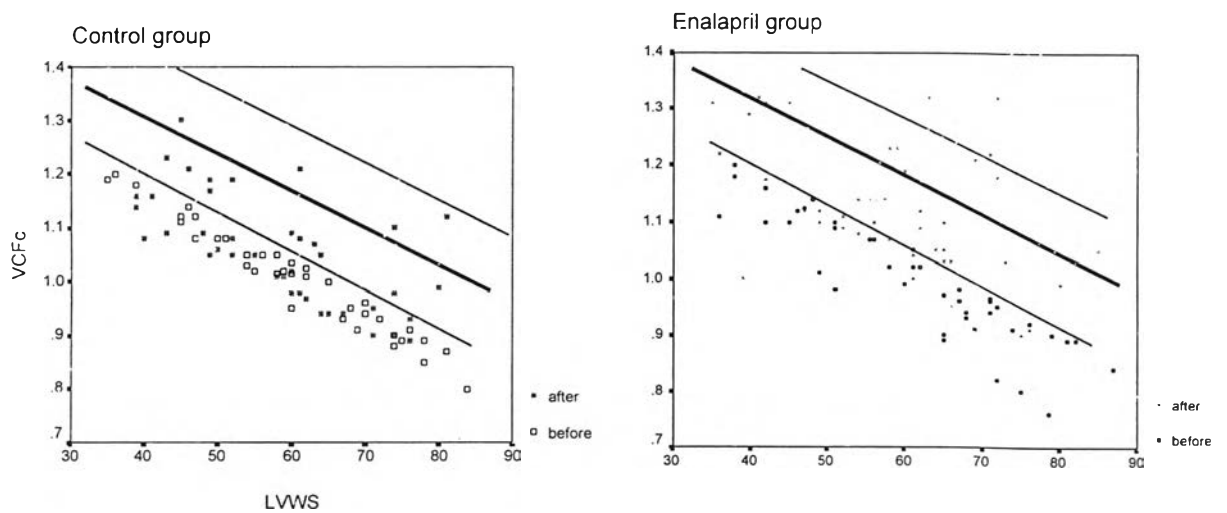 Control group
1.4
1.3
1.2
1.1
1.0
.9
.8
.7
30 40 50 60 70 80 90
VCFc
LVWS
after
before
Enalapril group
1.4
1.3
1.2
1.1
1.0
.9
.8
.7
30 40 50 60 70 80 90
after
before